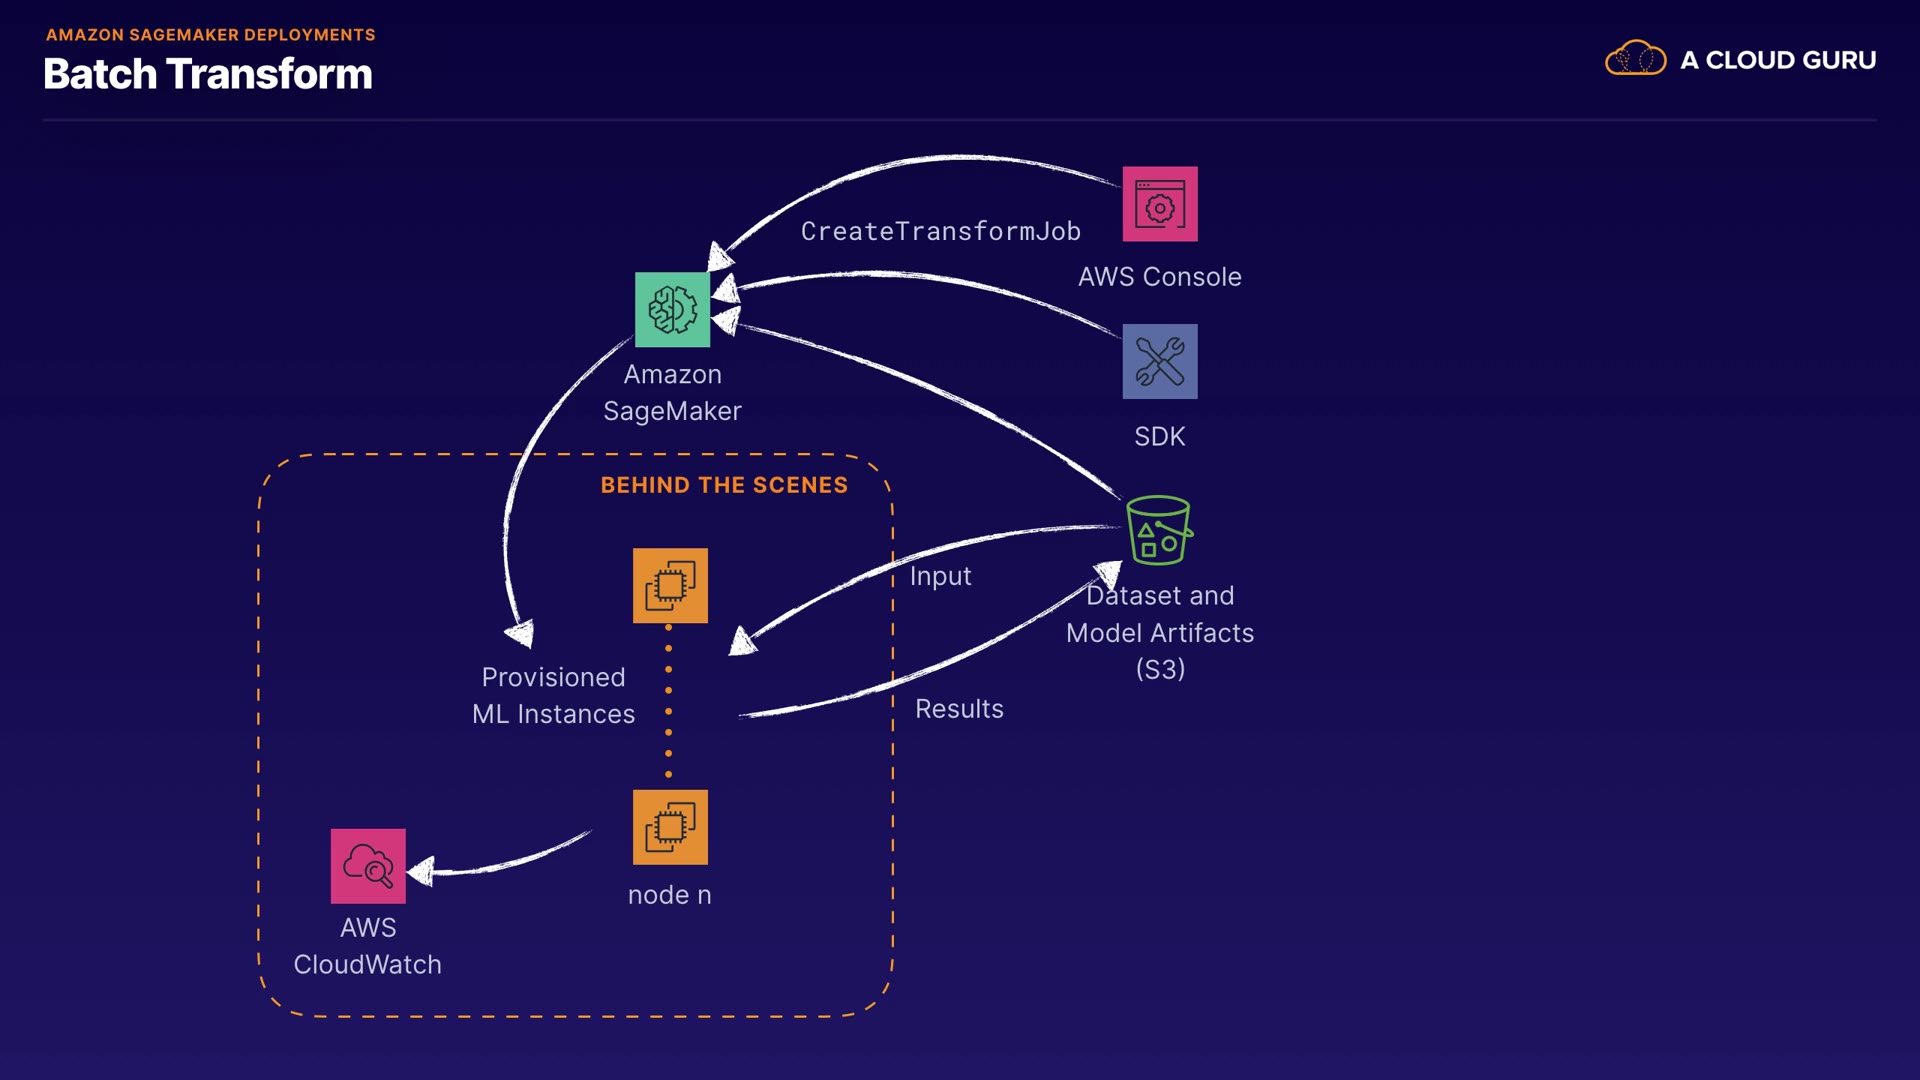 AMAZON SAGEMAKER DEPLOYMENTS
Batch Transform
A CLOUD GURU
CreateTransformJob
AWS Console
Amazon
SageMaker
SDK
BEHIND THE SCENES
Input
Dataset and
Model Artifacts
(S3)
Provisioned
ML Instances
Results
node n
AWS
CloudWatch